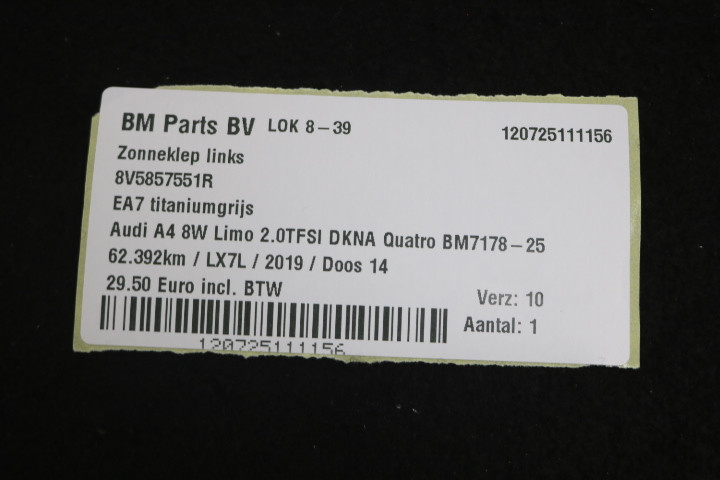 BM Parts BV LOK 8-39 120725111156
Zonneklep links
8V5857551R
EA7 titaniumgrijs
Audi A4 8W Limo 2.0TFSI DKNA Quatro BM7178-25
62.392km / LX7L / 2019 / Doos 14
29.50 Euro incl. BTW
Verz: 10
Aantal: 1
120725111156